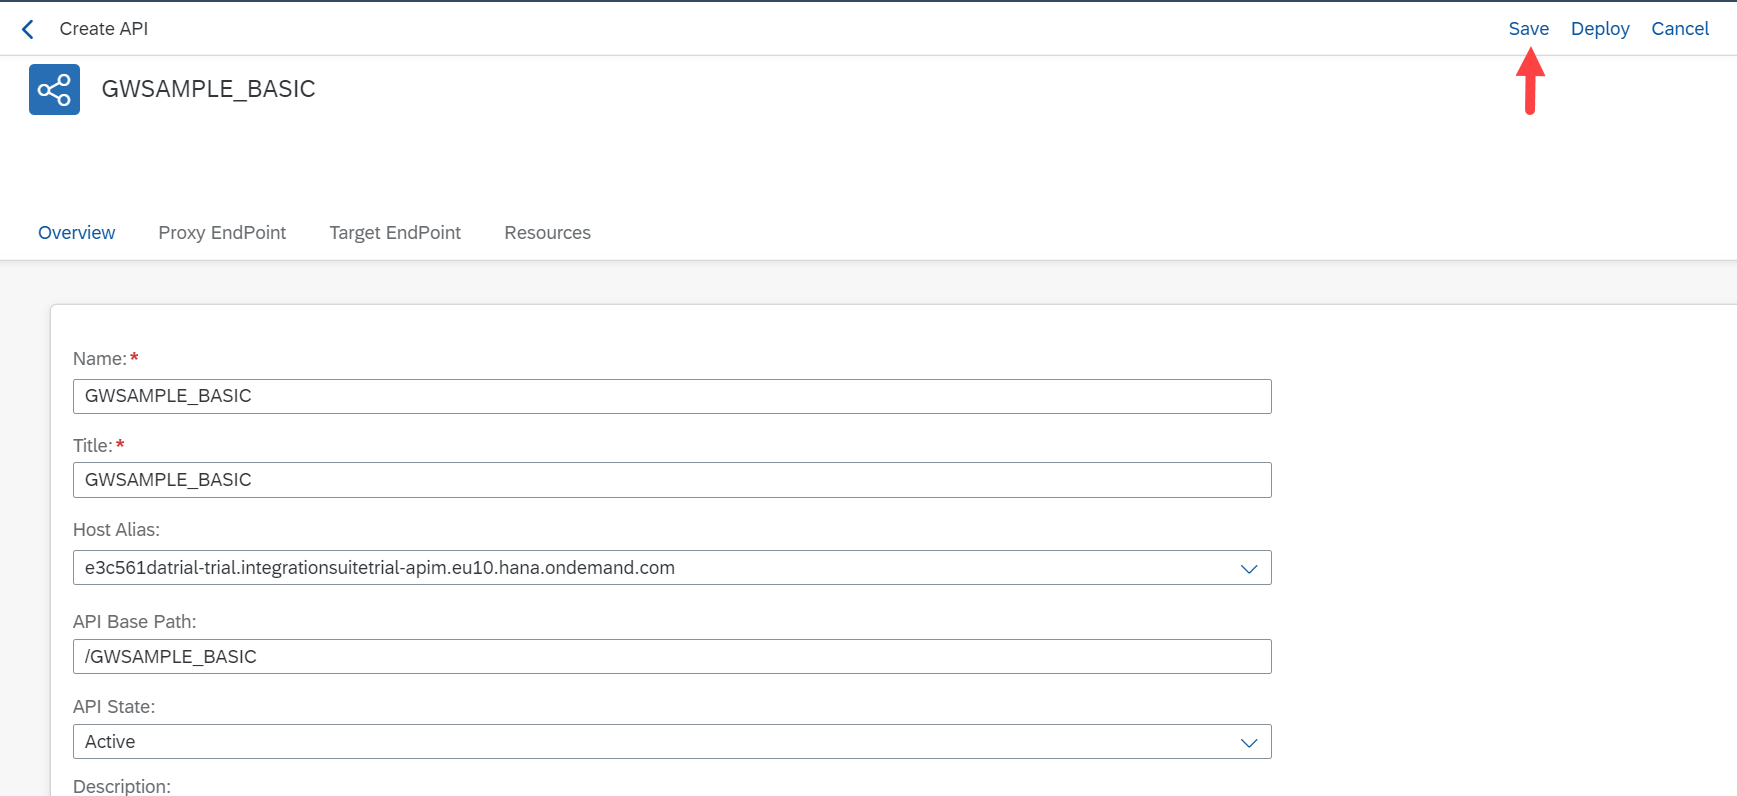 Create API
Save Deploy Cancel
GWSAMPLE_BASIC
Overview Proxy EndPoint Target EndPoint Resources
Name:*
GWSAMPLE_BASIC
Title:*
GWSAMPLE_BASIC
Host Alias:
e3c561datrial-trial.integrationsuitetrial-apim.eu10.hana.ondemand.com
API Base Path:
/GWSAMPLE_BASIC
API State:
Active
Description: